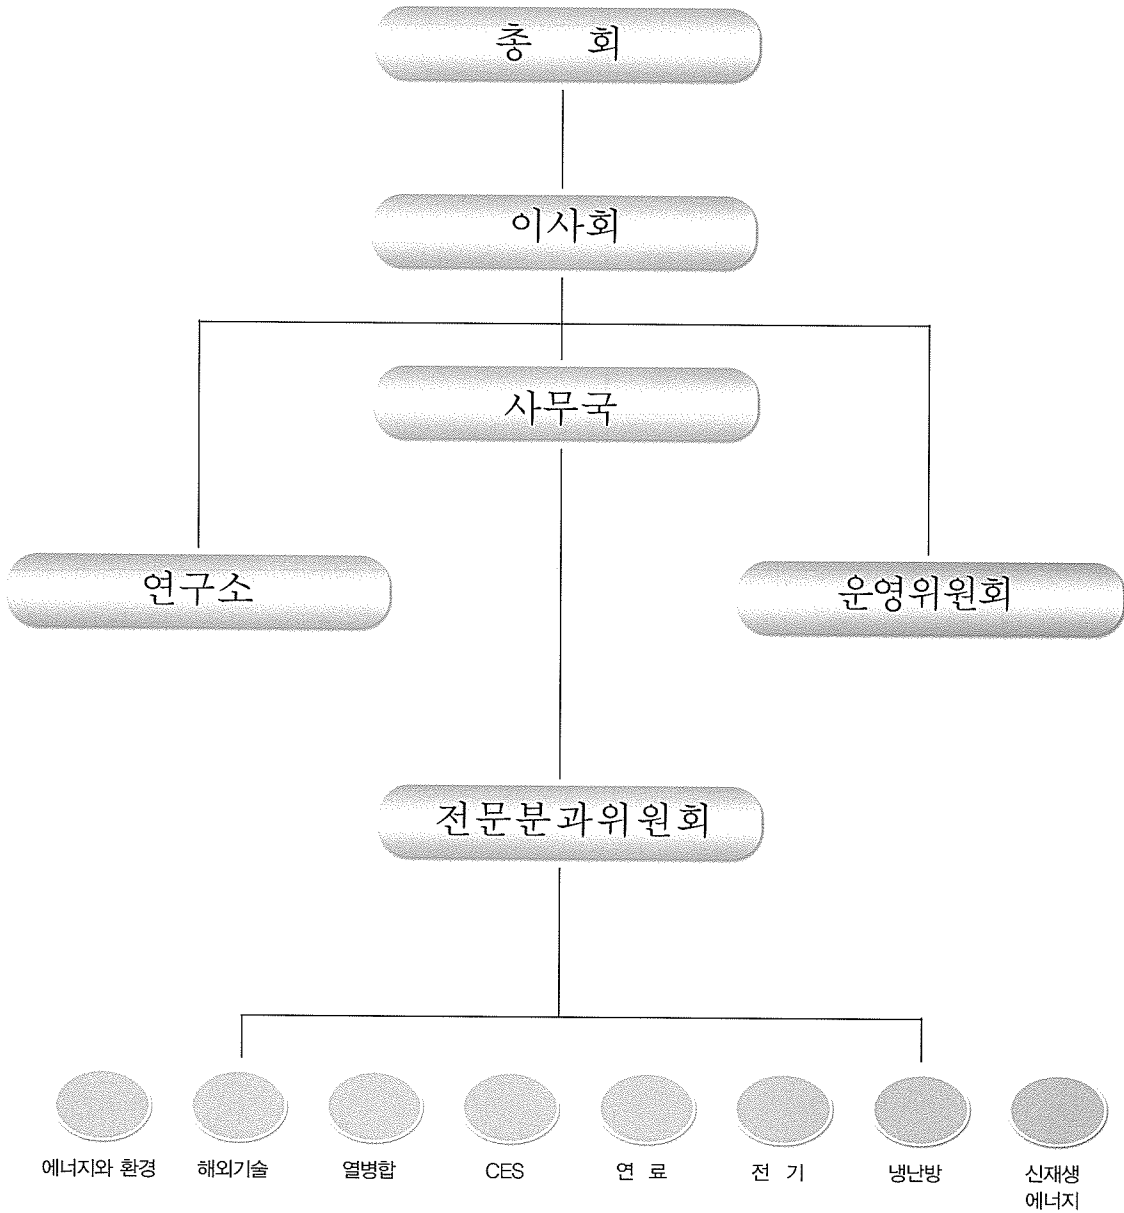 총 회
이사회
사무국
연구소
운영위원회
전문분과위원회
에너지와 환경
해외기술
열병합
CES
연 료
전 기
냉난방
신재생
에너지